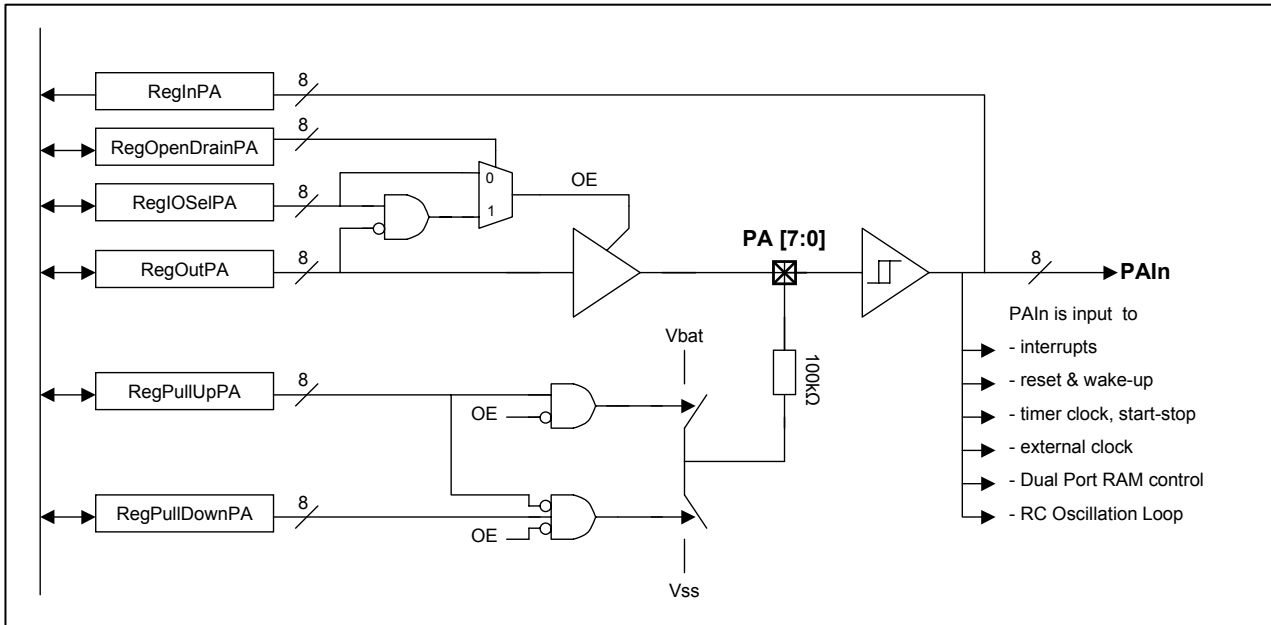 RegInPA
8
RegOpenDrainPA
8
RegIOSelPA
8
0
1
OE
RegOutPA
8
PA [7:0]
8
PAIn
PAIn is input to
- interrupts
- reset & wake-up
- timer clock, start-stop
- external clock
- Dual Port RAM control
- RC Oscillation Loop
Vbat
100kΩ
RegPullUpPA
8
OE
RegPullDownPA
8
OE
Vss